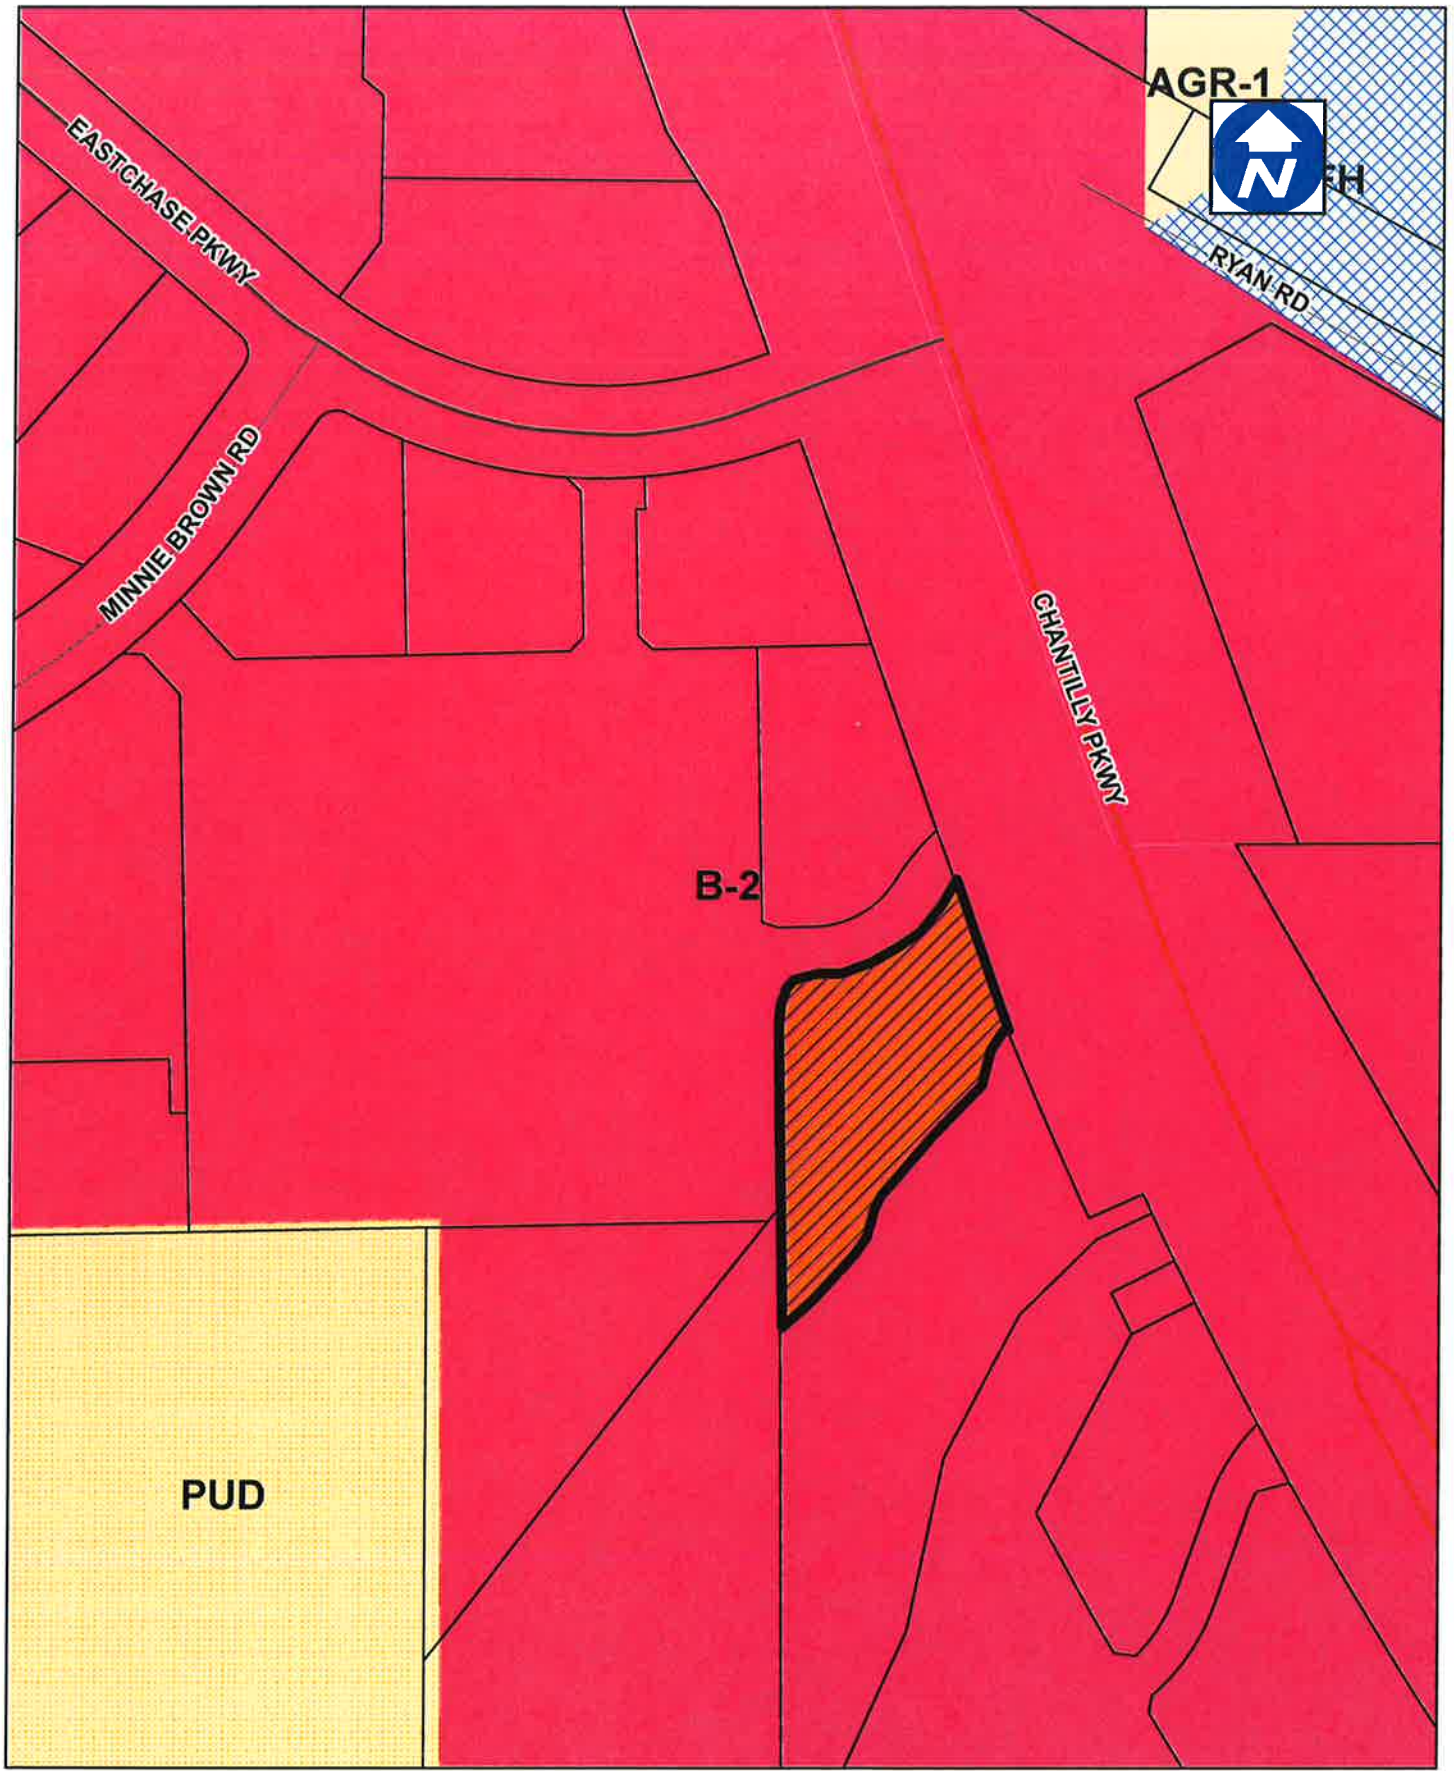 AGR-1
N
EASTCHASE PKWY
RYAN RD
MINNIE BROWN RD
CHANTILLY PKWY
B-2
PUD